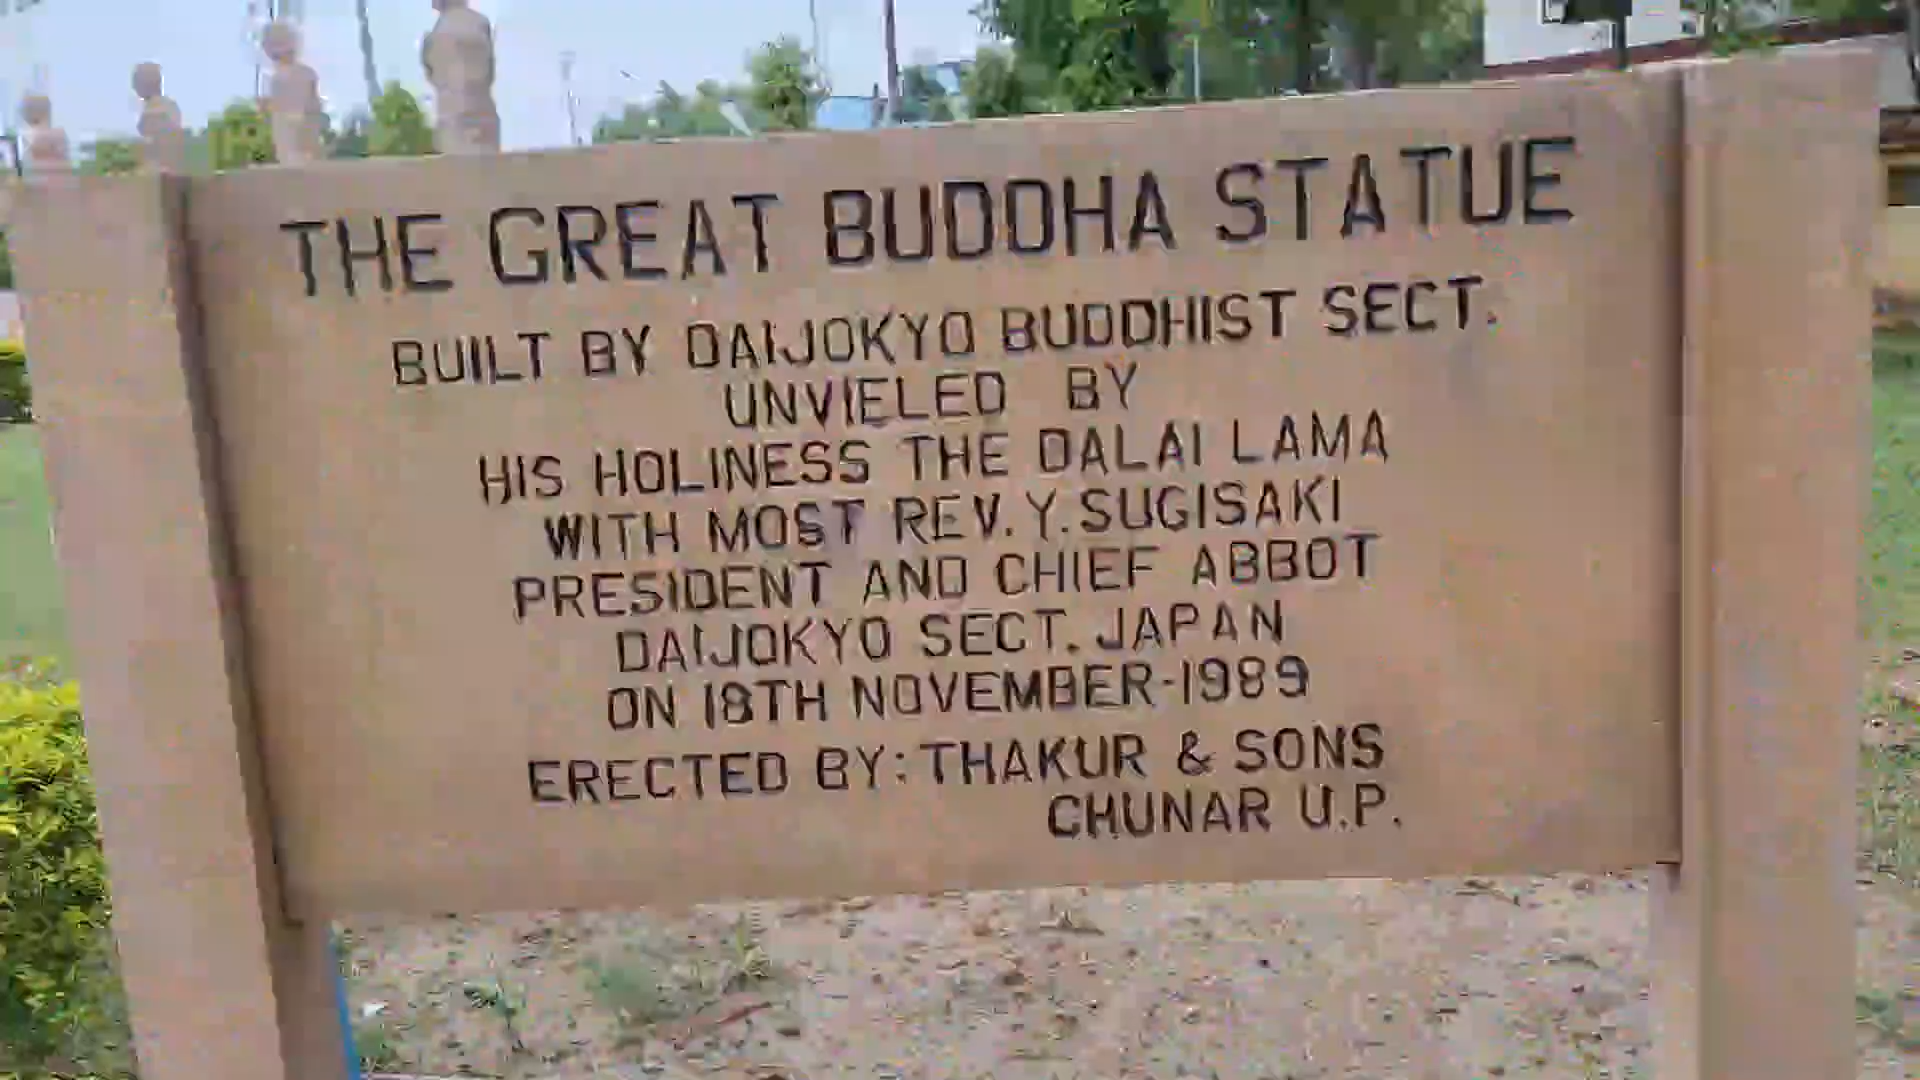 THE GREAT BUDDHA STATUE
BUILT BY DAIJOKYO BUDDHIST SECT.
UNVIELED BY
HIS HOLINESS THE DALAI LAMA
WITH MOST REV. Y. SUGISAKI
PRESIDENT AND CHIEF ABBOT
DAIJOKYO SECT. JAPAN
ON 18TH NOVEMBER-1989
ERECTED BY: THAKUR & SONS
CHUNAR U.P.